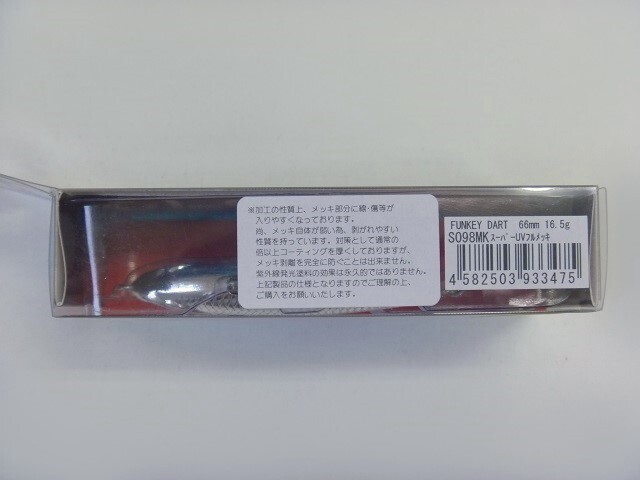 ※加工の性質上、メッキ部分に線・傷等が
入りやすくなっております。
尚、メッキ自体が弱い為、剥がれやすい
性質を持っています。対策として通常の
倍以上コーティングを厚くしておりますが、
メッキ剥離を完全に防ぐことは出来ません。
紫外線発光塗料の効果は永久的ではありません。
上記製品の仕様となりますのでご理解の上、
ご購入をお願いいたします。
FUNKEY DART 66mm 16.5g
S098MKスーパーUVフルメッキ
4 582503 933475